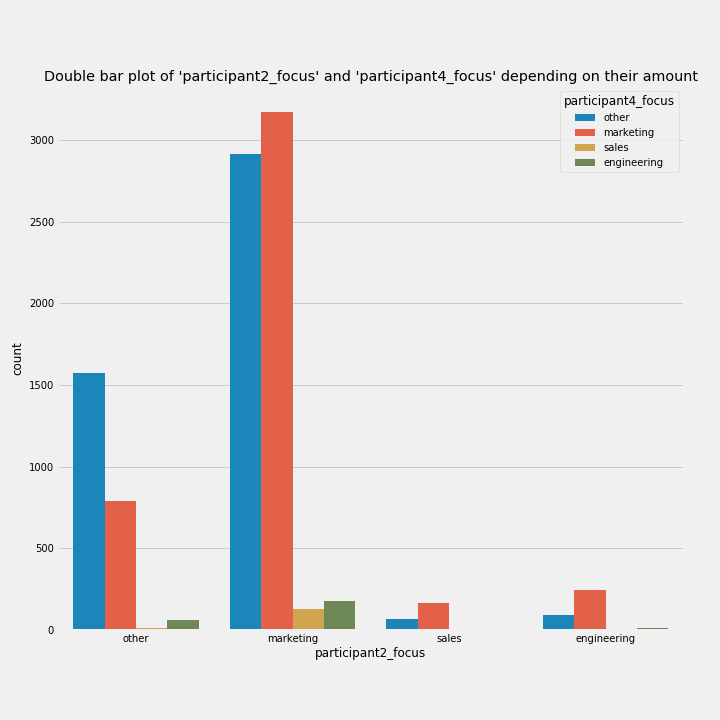 Double bar plot of 'participant2_focus' and 'participant4_focus' depending on their amount
participant4_focus
other
marketing
sales
engineering
3000
2500
2000
1500
1000
500
0
count
other marketing sales engineering
participant2_focus